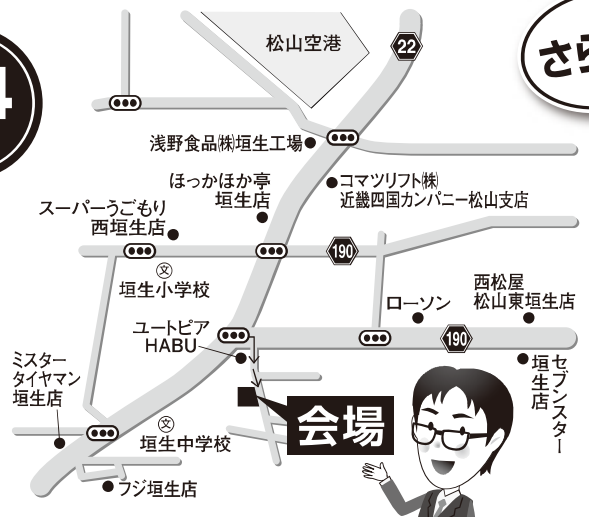 4
松山空港
22
さら
浅野食品㈱垣生工場
コマツリフト㈱
近畿四国カンパニー松山支店
ほっかほか亭
垣生店
スーパーうごもり
西垣生店
190
文
垣生小学校
西松屋
松山東垣生店
ローソン
ユートピア
HABU
190
セブンスター
垣生店
ミスター
タイヤマン
垣生店
会場
文
垣生中学校
フジ垣生店